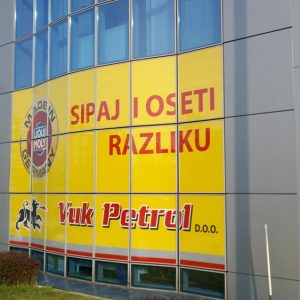 SIPAJ I OSETI
RAZLIKU
MADE IN
LIQUI
MOLY
GERMANY
Vuk Petrol D.O.O.